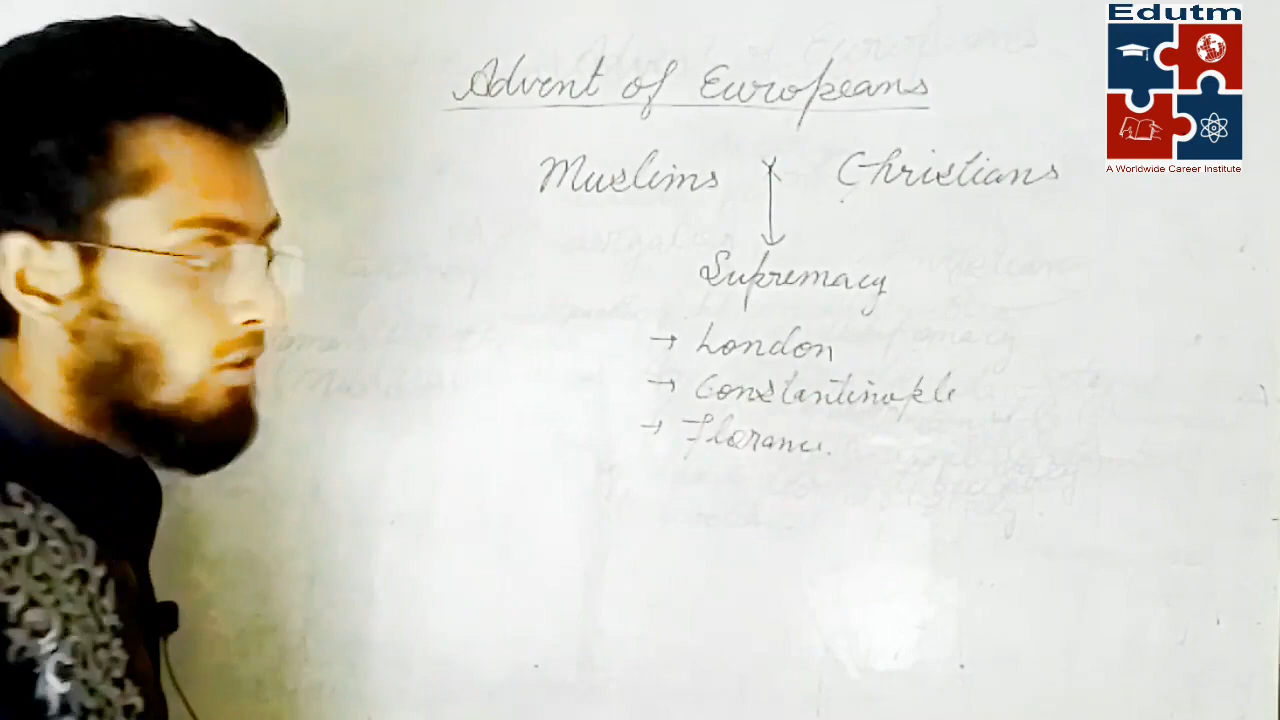 Edutm
A Worldwide Career Institute
Advent of Europeans
Muslims Christians
Supremacy
→ London
→ Constantinople
→ Florance.